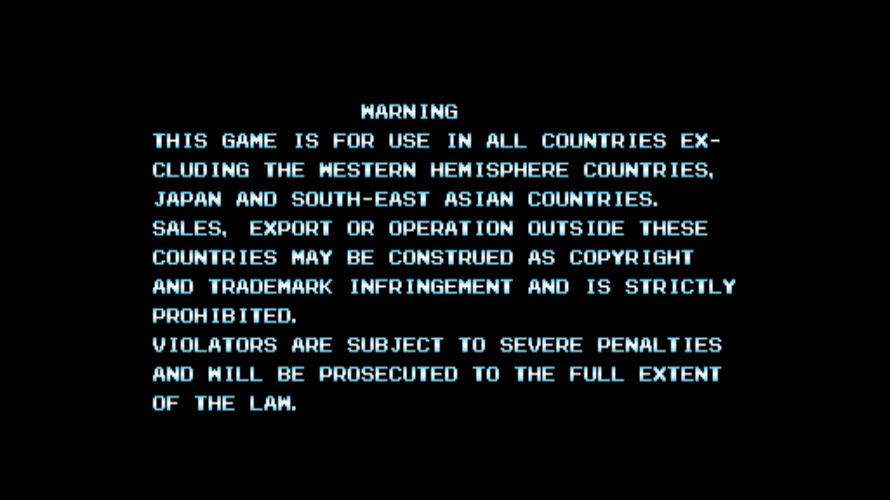 WARNING
THIS GAME IS FOR USE IN ALL COUNTRIES EX-
CLUDING THE WESTERN HEMISPHERE COUNTRIES,
JAPAN AND SOUTH-EAST ASIAN COUNTRIES.
SALES, EXPORT OR OPERATION OUTSIDE THESE
COUNTRIES MAY BE CONSTRUED AS COPYRIGHT
AND TRADEMARK INFRINGEMENT AND IS STRICTLY
PROHIBITED.
VIOLATORS ARE SUBJECT TO SEVERE PENALTIES
AND WILL BE PROSECUTED TO THE FULL EXTENT
OF THE LAW.